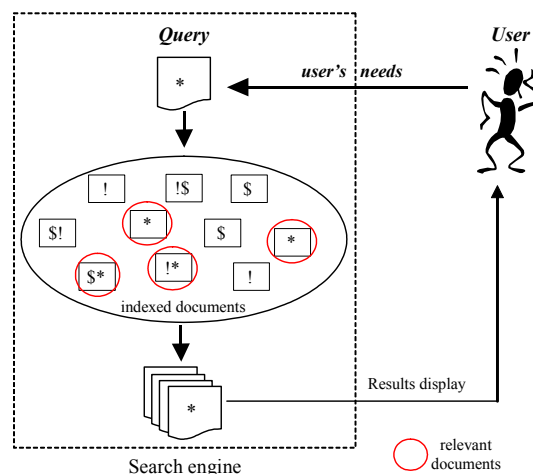 Query
User
user's needs
*
!
!$
$
$!
*
$
*
$*
!*
!
indexed documents
*
Results display
relevant
documents
Search engine